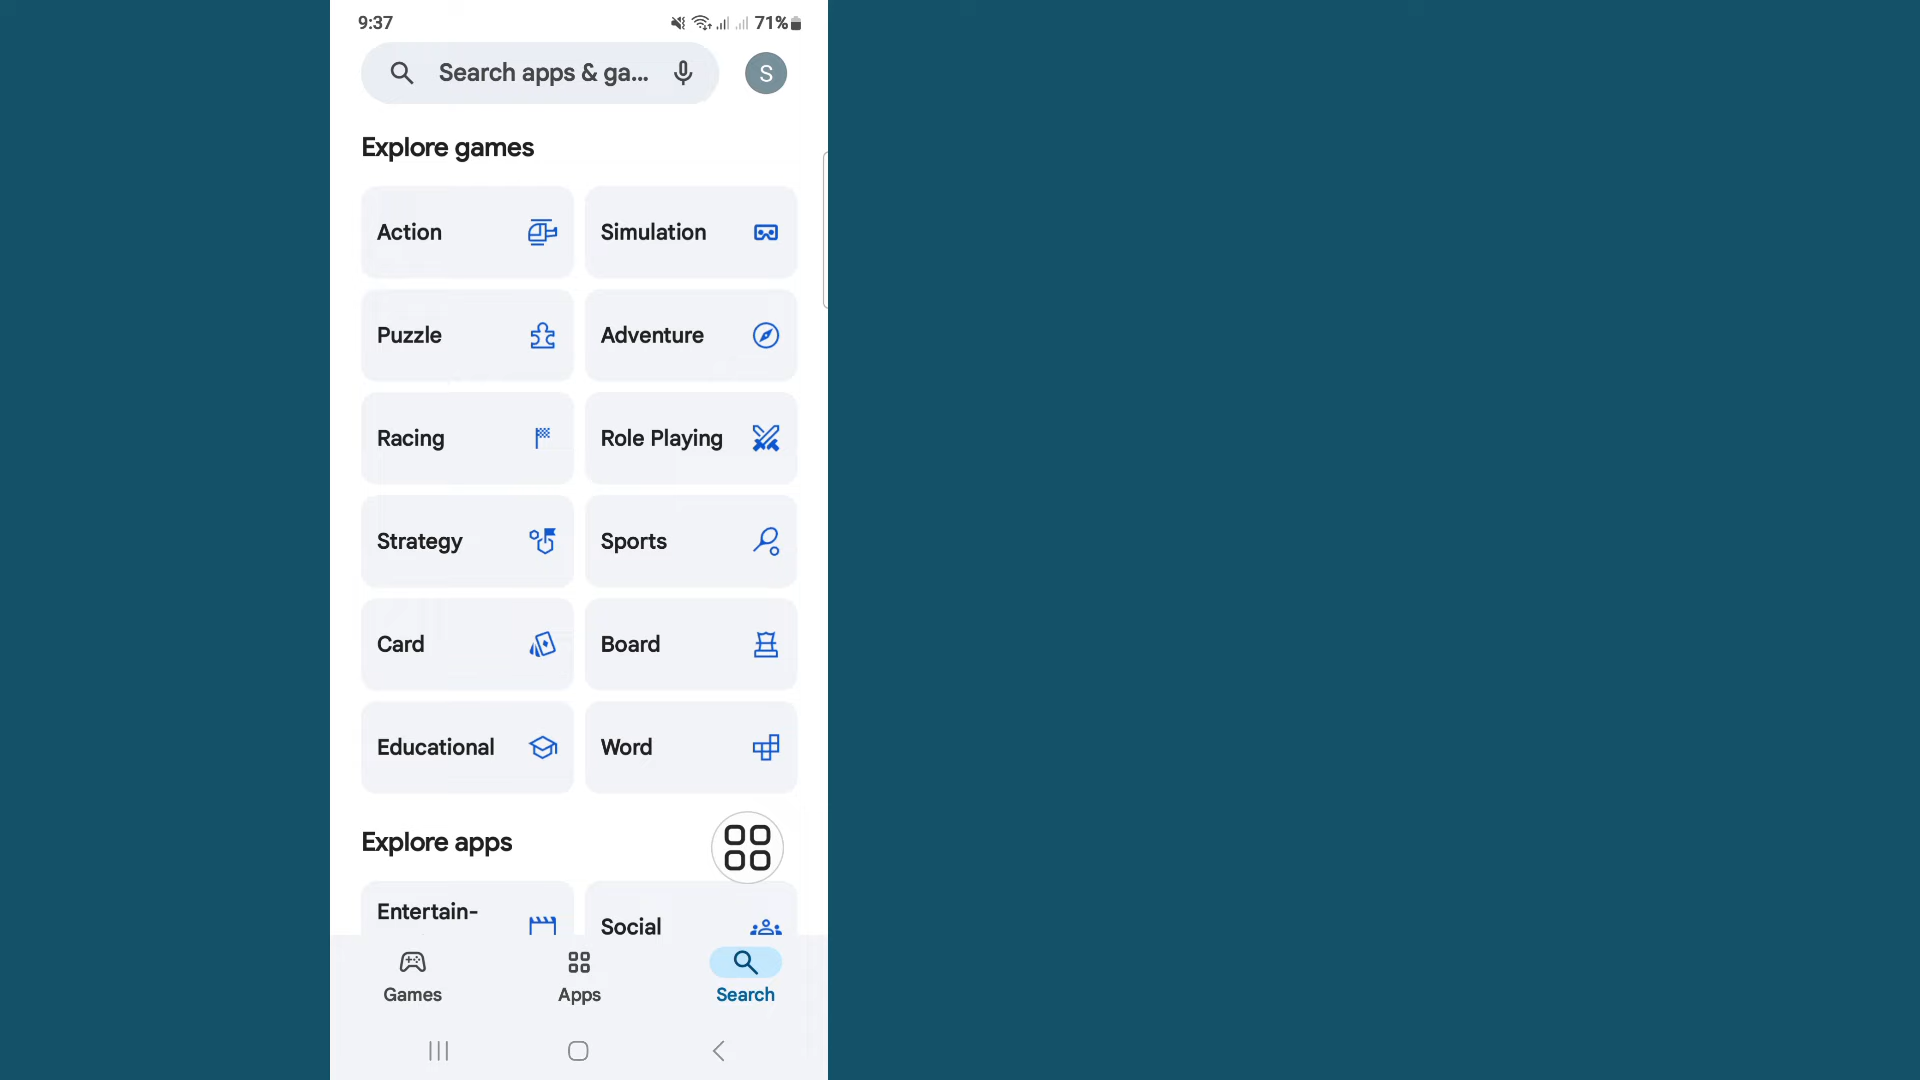 9:37
71%
Search apps & ga...
S
Explore games
Action
Simulation
Puzzle
Adventure
Racing
Role Playing
Strategy
Sports
Card
Board
Educational
Word
Explore apps
Entertain-
Social
Games
Apps
Search